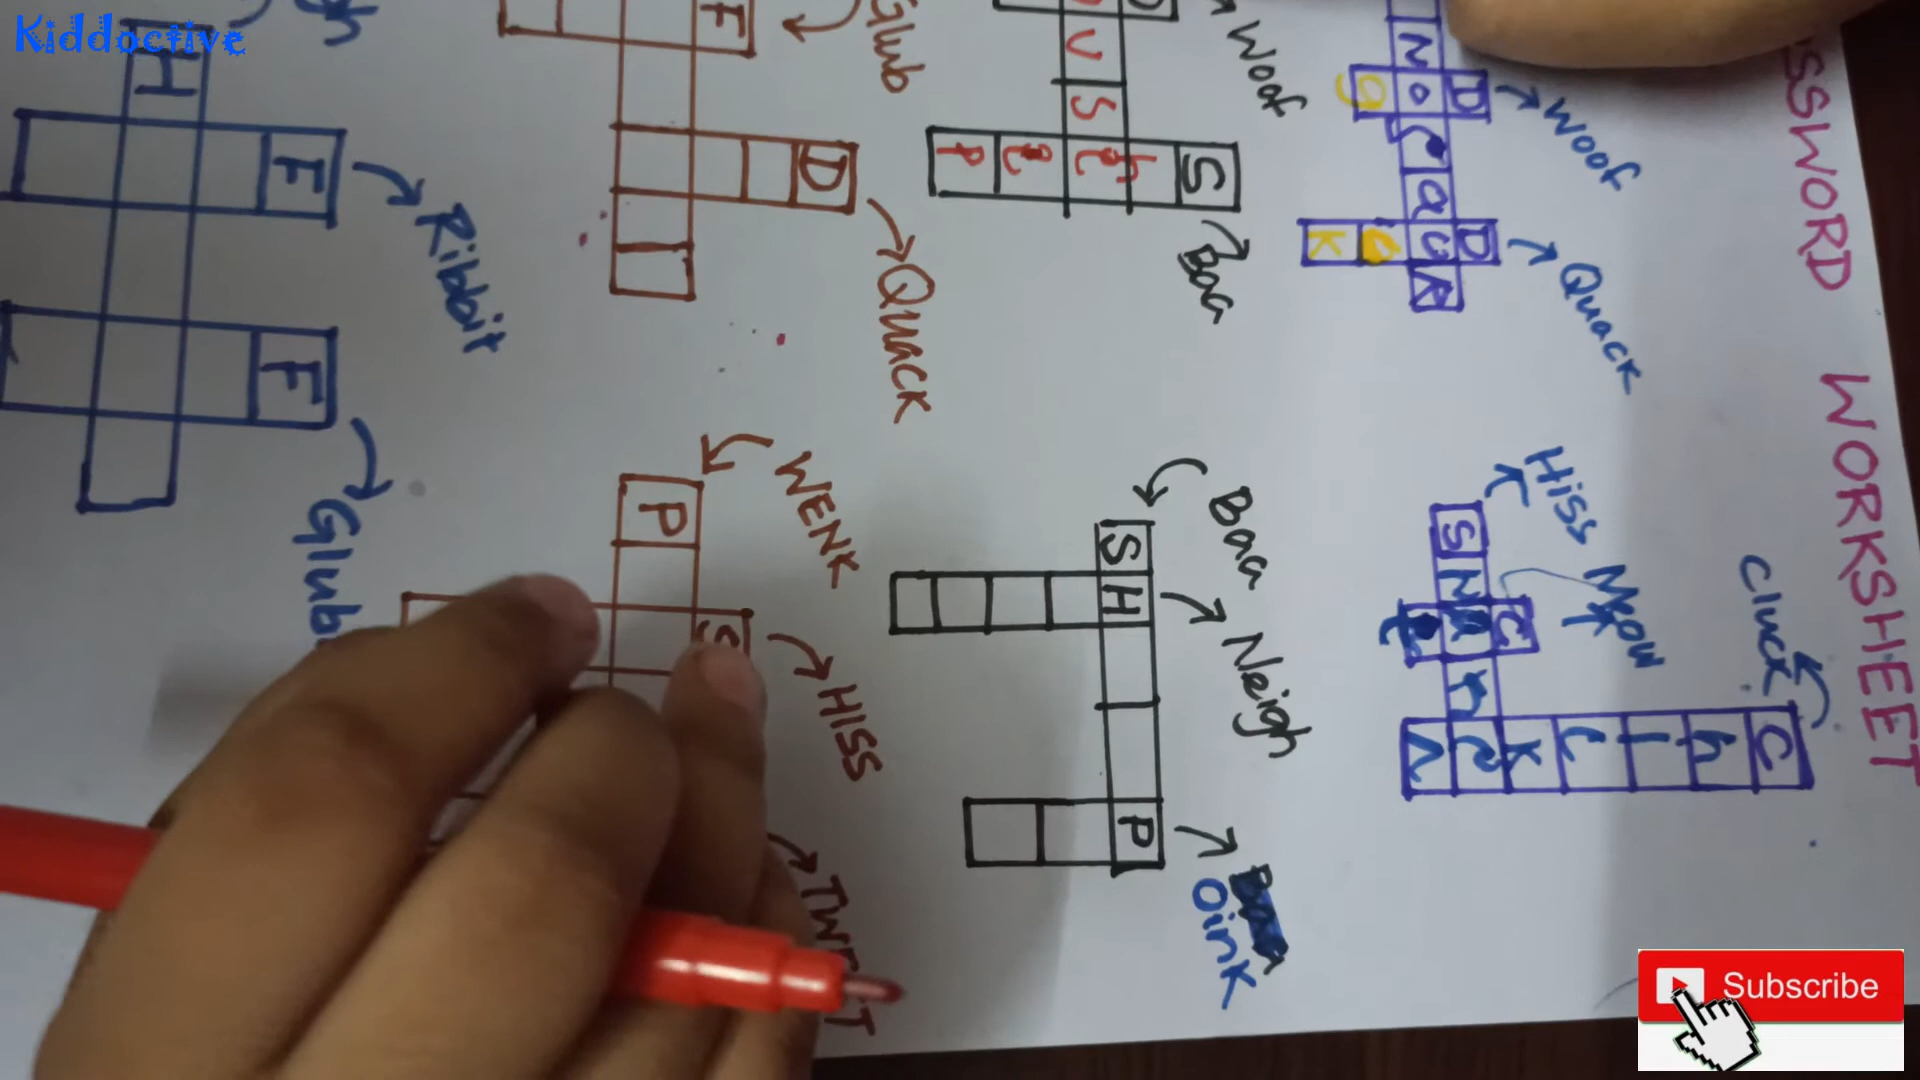 Kiddoctive
SSWORD WORKSHEET
Woof
Quack
N
D
o
g
a
D
u
K
K
Hiss
Meow
Cluck
S
N
C
a
t
k
C
h
i
c
k
e
n
Woof
Baa
u
s
S
h
e
e
P
Baa
Neigh
Oink
S
H
P
Glub
Quack
F
D
WENK
HISS
P
S
H
F
F
Ribbit
Glub
Subscribe